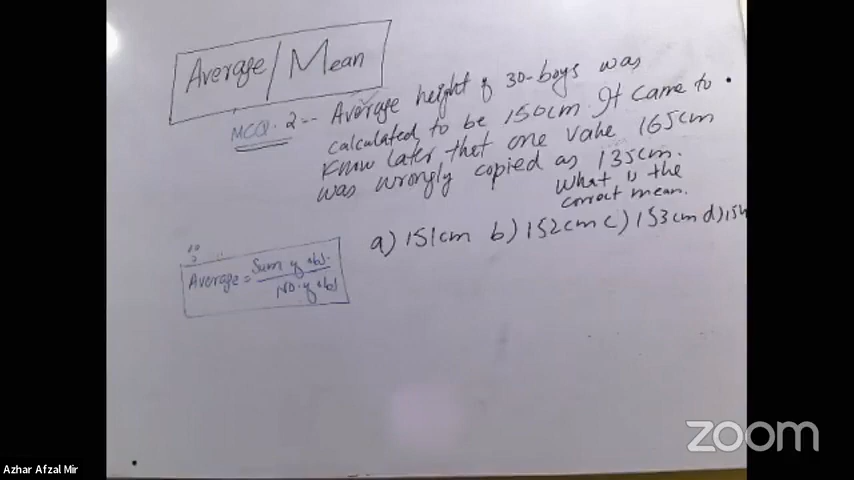 Average/Mean
MCQ. 2 :- Average height of 30-boys was
calculated to be 150cm. It came to
know later that one value 165cm
was wrongly copied as 135cm.
What is the
correct mean.
a) 151cm b) 152cm c) 153cm d) 154
Average = Sum of obs.
No. of obs
zoom
Azhar Afzal Mir